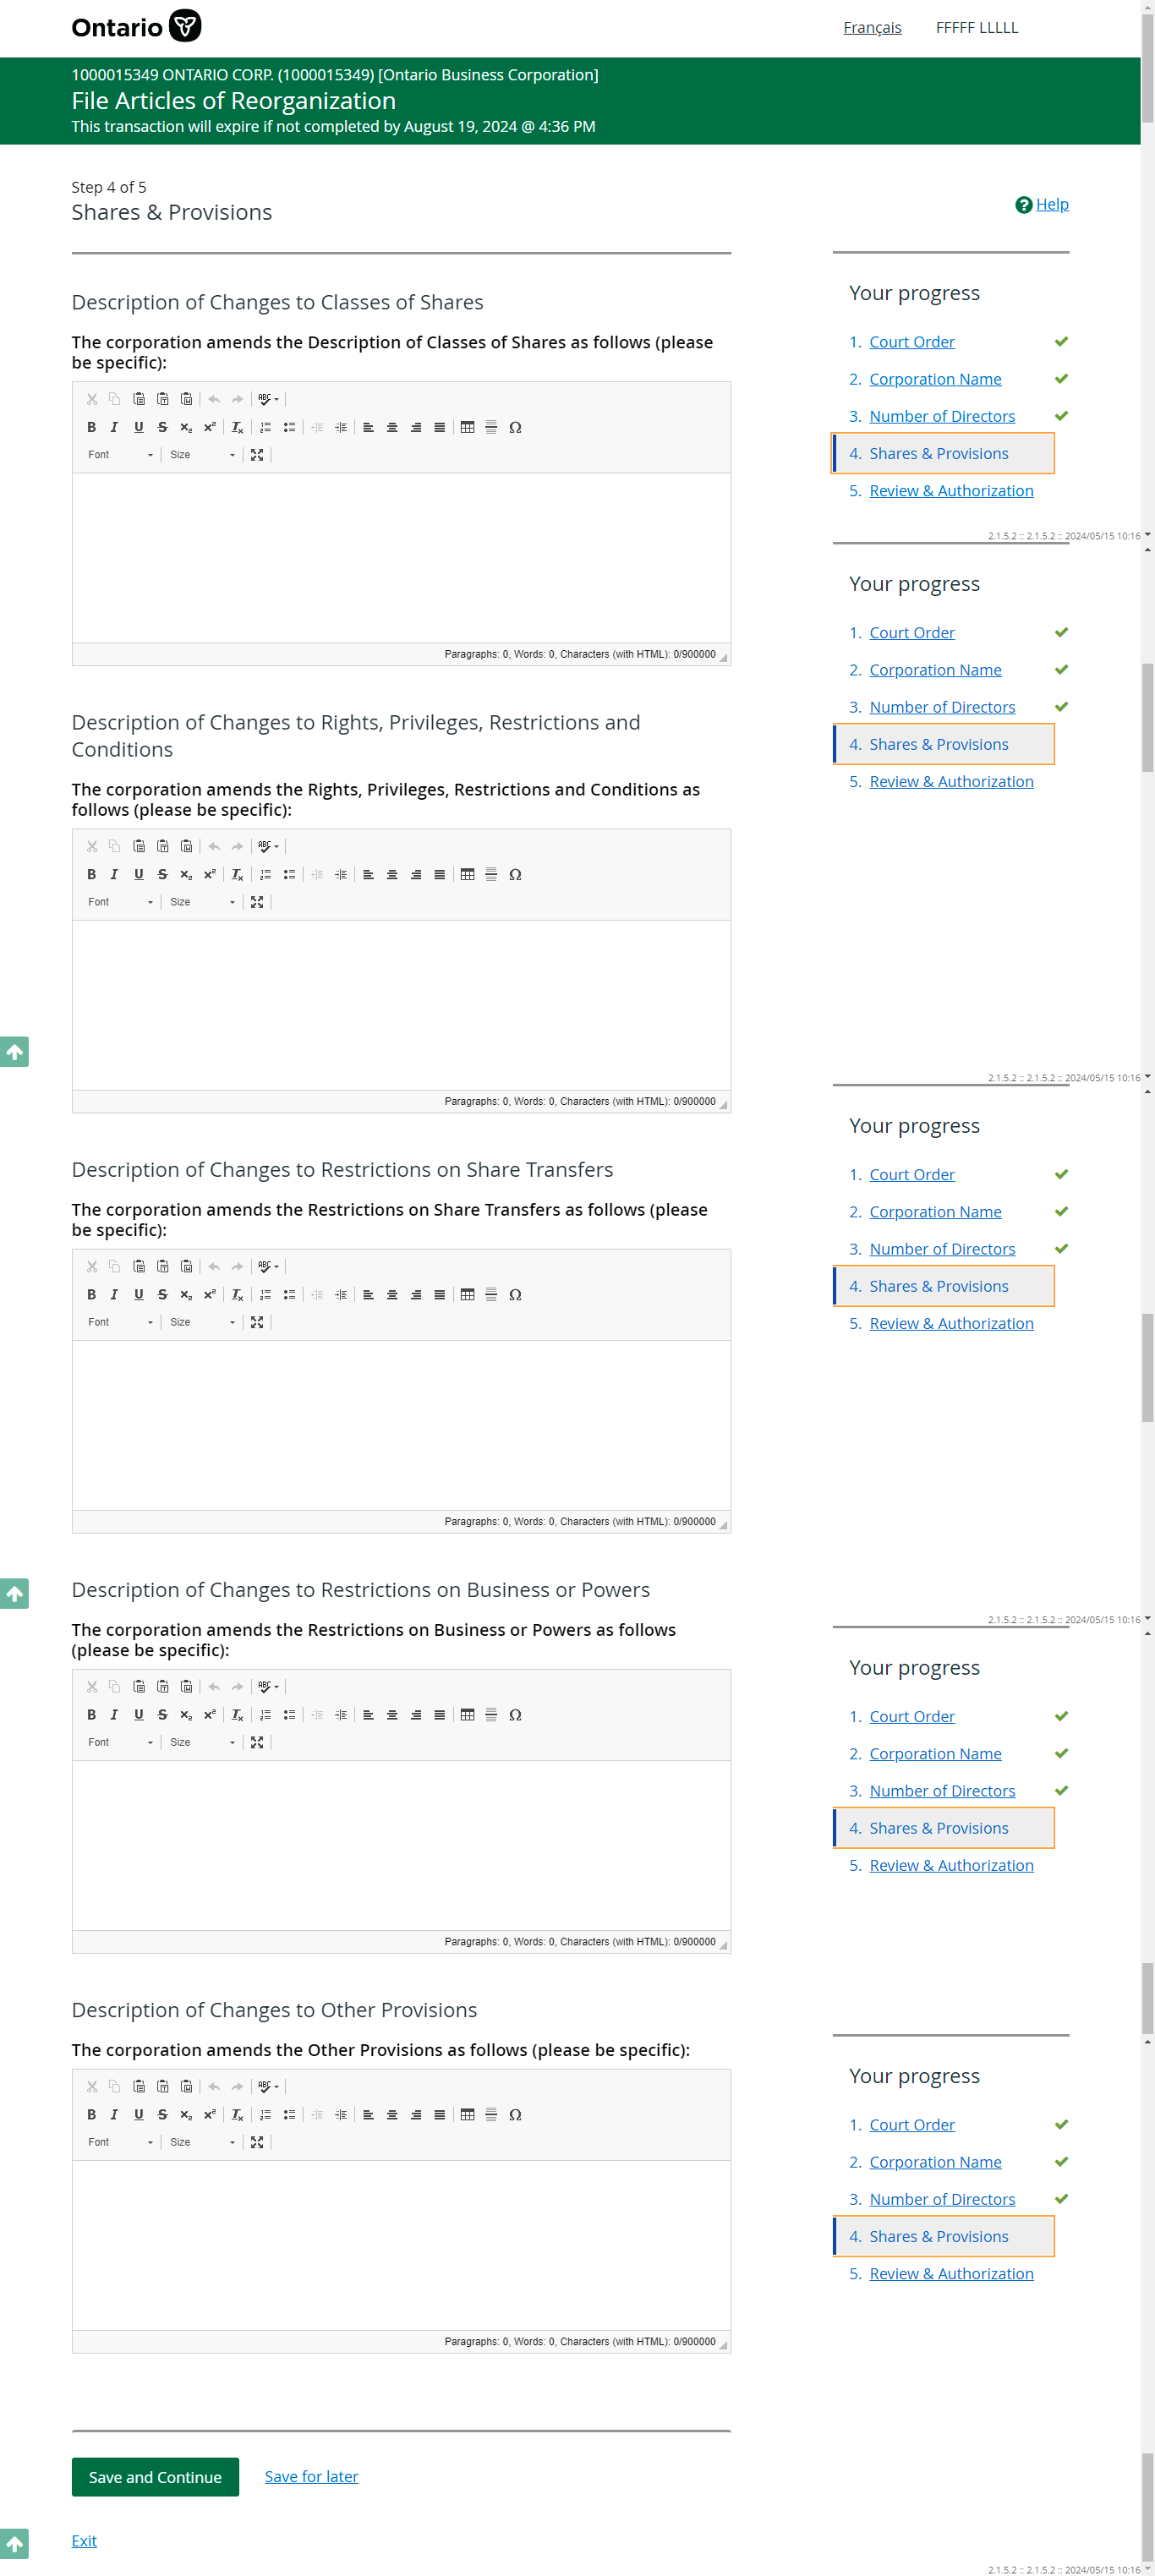 Ontario
Français FFFFF LLLLL
1000015349 ONTARIO CORP. (1000015349) [Ontario Business Corporation]
File Articles of Reorganization
This transaction will expire if not completed by August 19, 2024 @ 4:36 PM
Step 4 of 5
Shares & Provisions
Help
Description of Changes to Classes of Shares
The corporation amends the Description of Classes of Shares as follows (please
be specific):
Font Size
Paragraphs: 0, Words: 0, Characters (with HTML): 0/900000
Your progress
1. Court Order
2. Corporation Name
3. Number of Directors
4. Shares & Provisions
5. Review & Authorization
2.1.5.2 :: 2.1.5.2 :: 2024/05/15 10:16
Description of Changes to Rights, Privileges, Restrictions and
Conditions
The corporation amends the Rights, Privileges, Restrictions and Conditions as
follows (please be specific):
Font Size
Paragraphs: 0, Words: 0, Characters (with HTML): 0/900000
Your progress
1. Court Order
2. Corporation Name
3. Number of Directors
4. Shares & Provisions
5. Review & Authorization
2.1.5.2 :: 2.1.5.2 :: 2024/05/15 10:16
Description of Changes to Restrictions on Share Transfers
The corporation amends the Restrictions on Share Transfers as follows (please
be specific):
Font Size
Paragraphs: 0, Words: 0, Characters (with HTML): 0/900000
Your progress
1. Court Order
2. Corporation Name
3. Number of Directors
4. Shares & Provisions
5. Review & Authorization
2.1.5.2 :: 2.1.5.2 :: 2024/05/15 10:16
Description of Changes to Restrictions on Business or Powers
The corporation amends the Restrictions on Business or Powers as follows
(please be specific):
Font Size
Paragraphs: 0, Words: 0, Characters (with HTML): 0/900000
Your progress
1. Court Order
2. Corporation Name
3. Number of Directors
4. Shares & Provisions
5. Review & Authorization
Description of Changes to Other Provisions
The corporation amends the Other Provisions as follows (please be specific):
Font Size
Paragraphs: 0, Words: 0, Characters (with HTML): 0/900000
Your progress
1. Court Order
2. Corporation Name
3. Number of Directors
4. Shares & Provisions
5. Review & Authorization
Save and Continue Save for later
Exit
2.1.5.2 :: 2.1.5.2 :: 2024/05/15 10:16